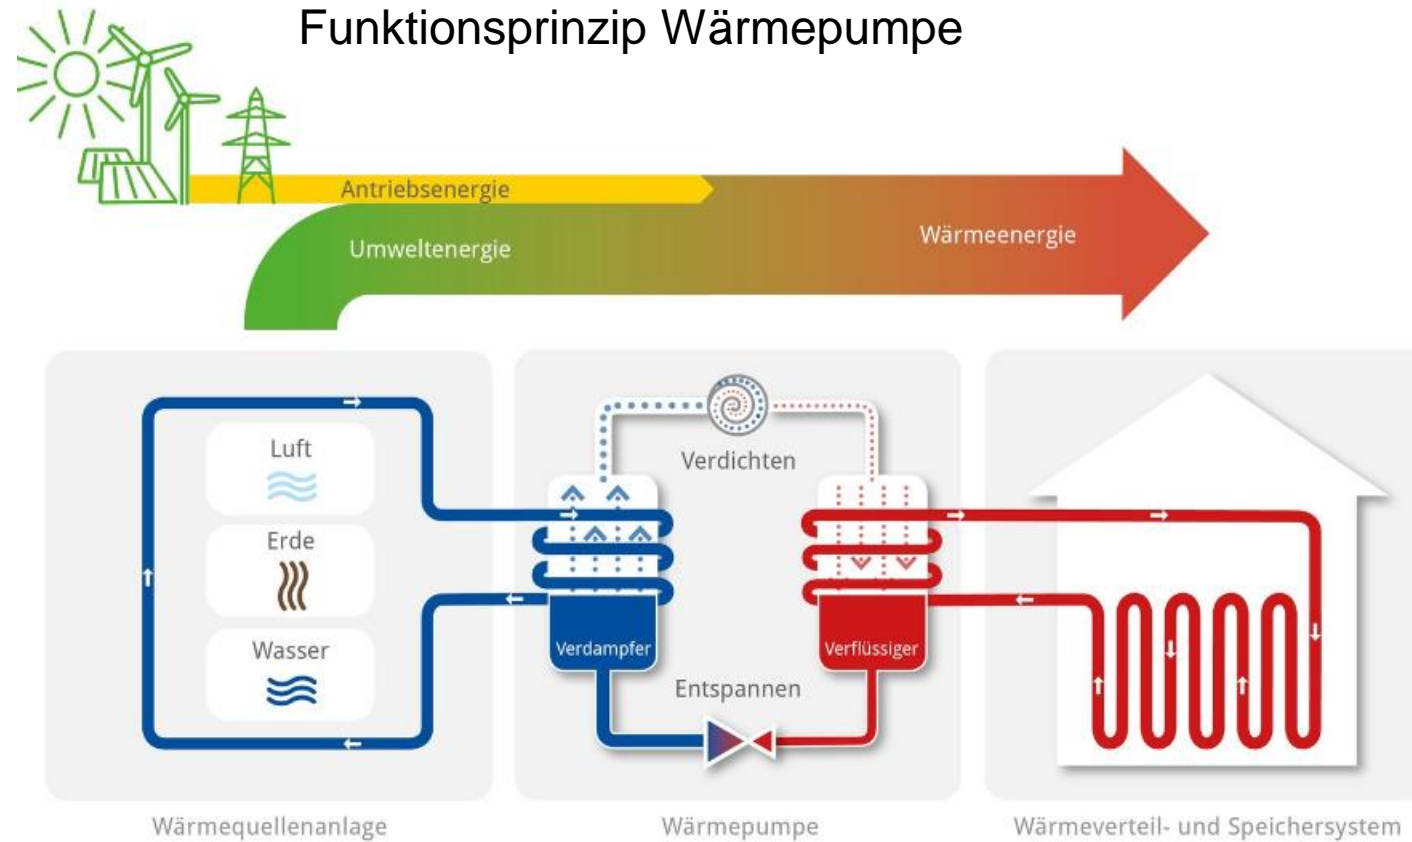 Funktionsprinzip Wärmepumpe
Antriebsenergie
Umweltenergie
Wärmeenergie
Luft
Erde
Wasser
Verdichten
Verdampfer
Verflüssiger
Entspannen
Wärmequellenanlage
Wärmepumpe
Wärmeverteil- und Speichersystem